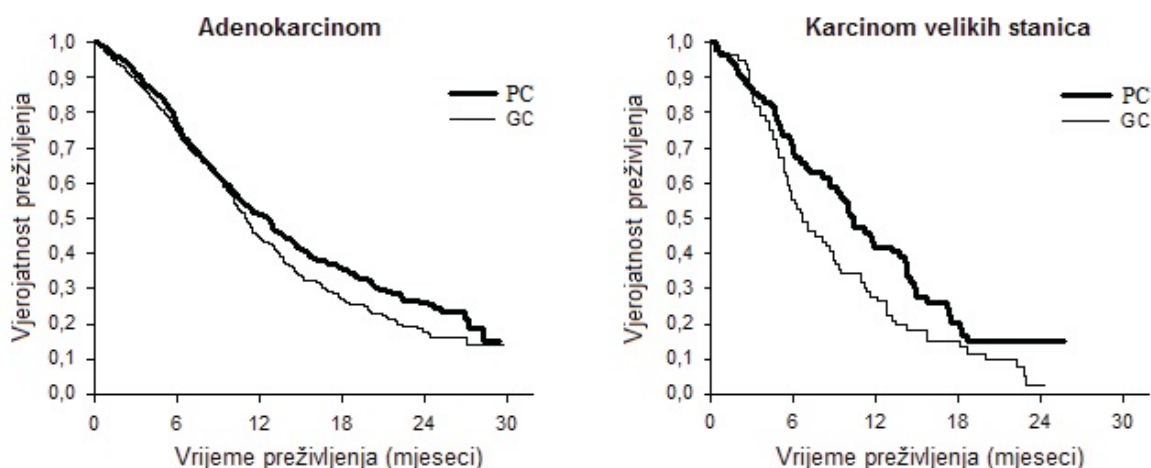 Adenokarcinom
1,0
0,9
0,8
0,7
0,6
0,5
0,4
0,3
0,2
0,1
0,0
Vjerojatnost preživljenja
PC
GC
0 6 12 18 24 30
Vrijeme preživljenja (mjeseci)
Karcinom velikih stanica
1,0
0,9
0,8
0,7
0,6
0,5
0,4
0,3
0,2
0,1
0,0
Vjerojatnost preživljenja
PC
GC
0 6 12 18 24 30
Vrijeme preživljenja (mjeseci)